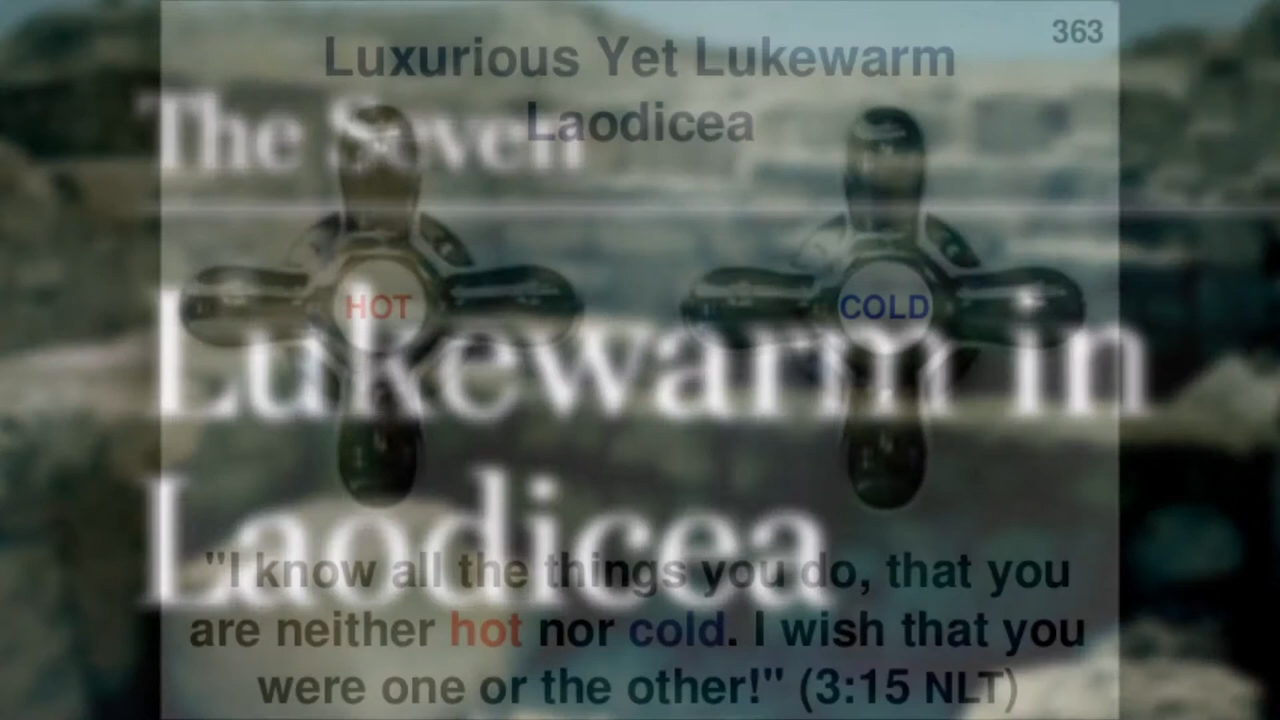 363
Luxurious Yet Lukewarm
Laodicea
The Seven
HOT
COLD
Lukewarm in
Laodicea
"I know all the things you do, that you
are neither hot nor cold. I wish that you
were one or the other!" (3:15 NLT)